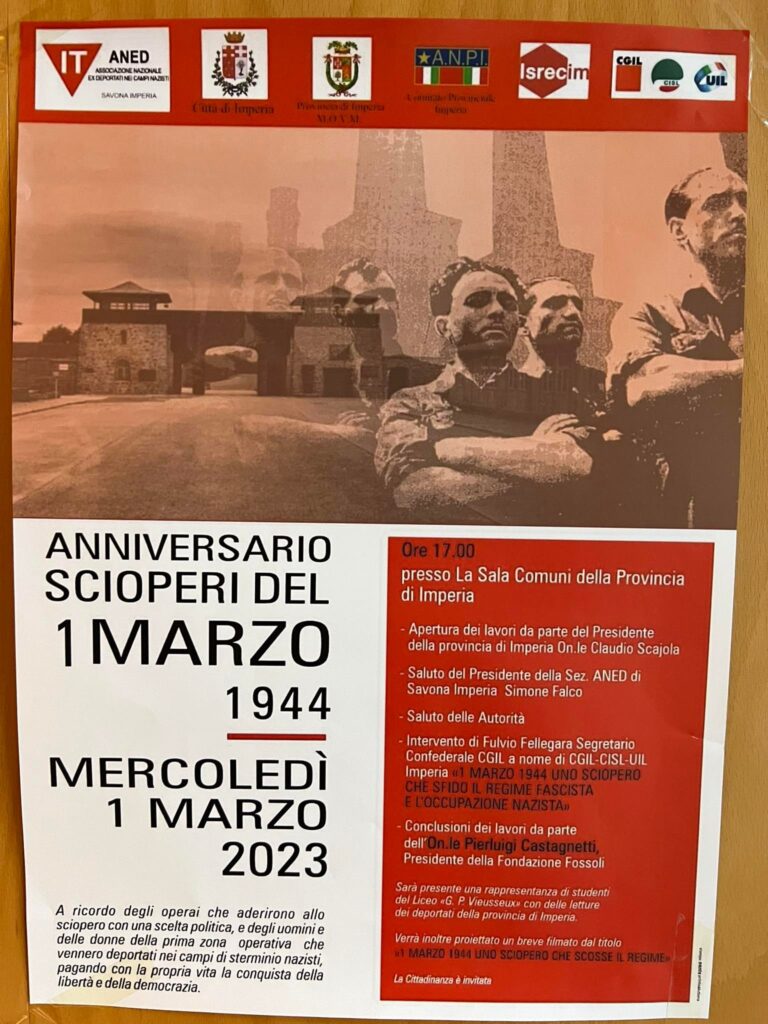 IT
ANED
ASSOCIAZIONE NAZIONALE
EX DEPORTATI NEI CAMPI NAZISTI
SAVONA IMPERIA
Città di Imperia
Provincia di Imperia
M.O.V.M.
A.N.P.I.
Comitato Provinciale
Imperia
Isrecim
CGIL
CISL
UIL
ANNIVERSARIO
SCIOPERI DEL
1 MARZO
1944
MERCOLEDÌ
1 MARZO
2023
A ricordo degli operai che aderirono allo
sciopero con una scelta politica, e degli uomini e
delle donne della prima zona operativa che
vennero deportati nei campi di sterminio nazisti,
pagando con la propria vita la conquista della
libertà e della democrazia.
Ore 17.00
presso La Sala Comuni della Provincia
di Imperia
- Apertura dei lavori da parte del Presidente
della provincia di Imperia On.le Claudio Scajola
- Saluto del Presidente della Sez. ANED di
Savona Imperia Simone Falco
- Saluto delle Autorità
- Intervento di Fulvio Fellegara Segretario
Confederale CGIL a nome di CGIL-CISL-UIL
Imperia «1 MARZO 1944 UNO SCIOPERO
CHE SFIDO IL REGIME FASCISTA
E L'OCCUPAZIONE NAZISTA»
- Conclusioni dei lavori da parte
dell'On.le Pierluigi Castagnetti,
Presidente della Fondazione Fossoli
Sarà presente una rappresentanza di studenti
del Liceo «G. P. Vieusseux» con delle letture
dei deportati della provincia di Imperia.
Verrà inoltre proiettato un breve filmato dal titolo
«1 MARZO 1944 UNO SCIOPERO CHE SCOSSE IL REGIME»
La Cittadinanza è invitata